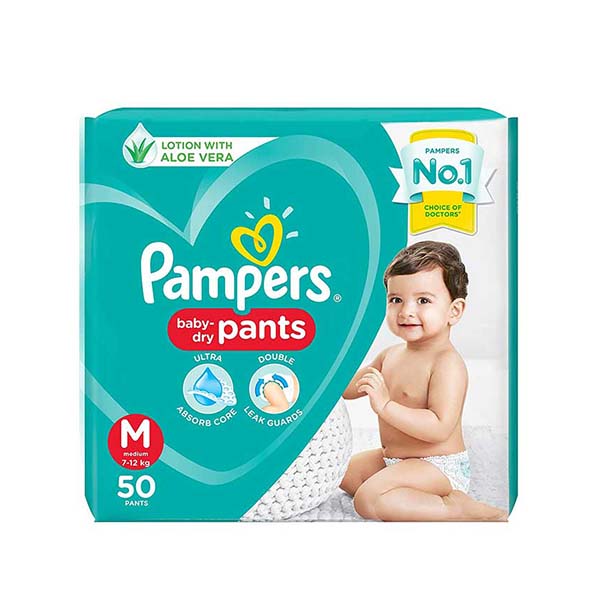 LOTION WITH
ALOE VERA
PAMPERS
No.1
CHOICE OF
DOCTORS*
Pampers®
baby-
dry pants
ULTRA
ABSORB CORE
DOUBLE
LEAK GUARDS
M
medium
7-12 kg
50
PANTS